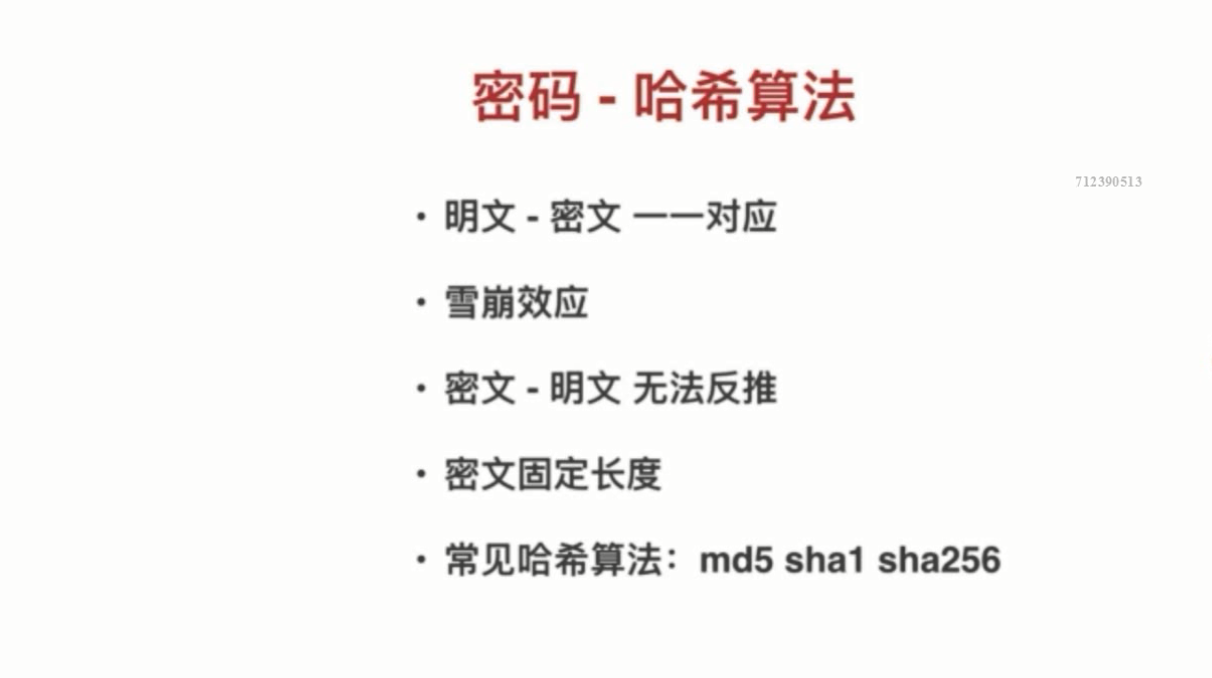 密码 - 哈希算法
712390513
• 明文 - 密文 一一对应
• 雪崩效应
• 密文 - 明文 无法反推
• 密文固定长度
• 常见哈希算法：md5 sha1 sha256